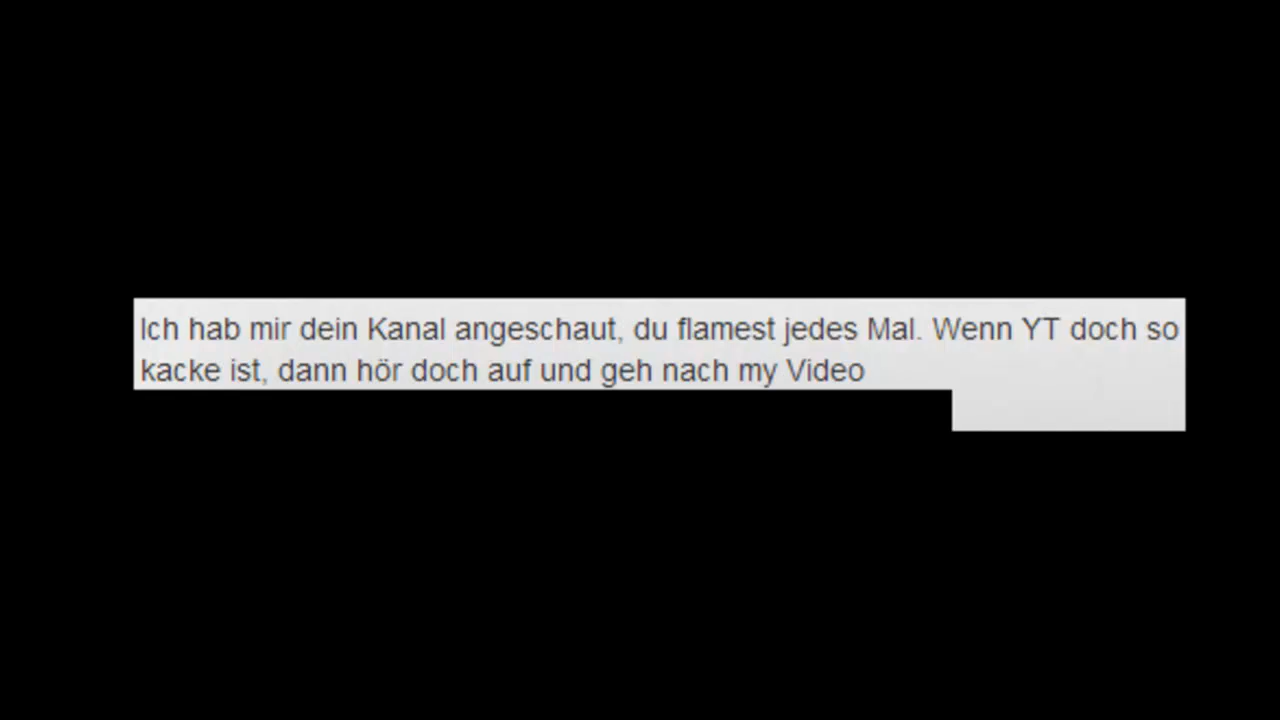 Ich hab mir dein Kanal angeschaut, du flamest jedes Mal. Wenn YT doch so
kacke ist, dann hör doch auf und geh nach my Video